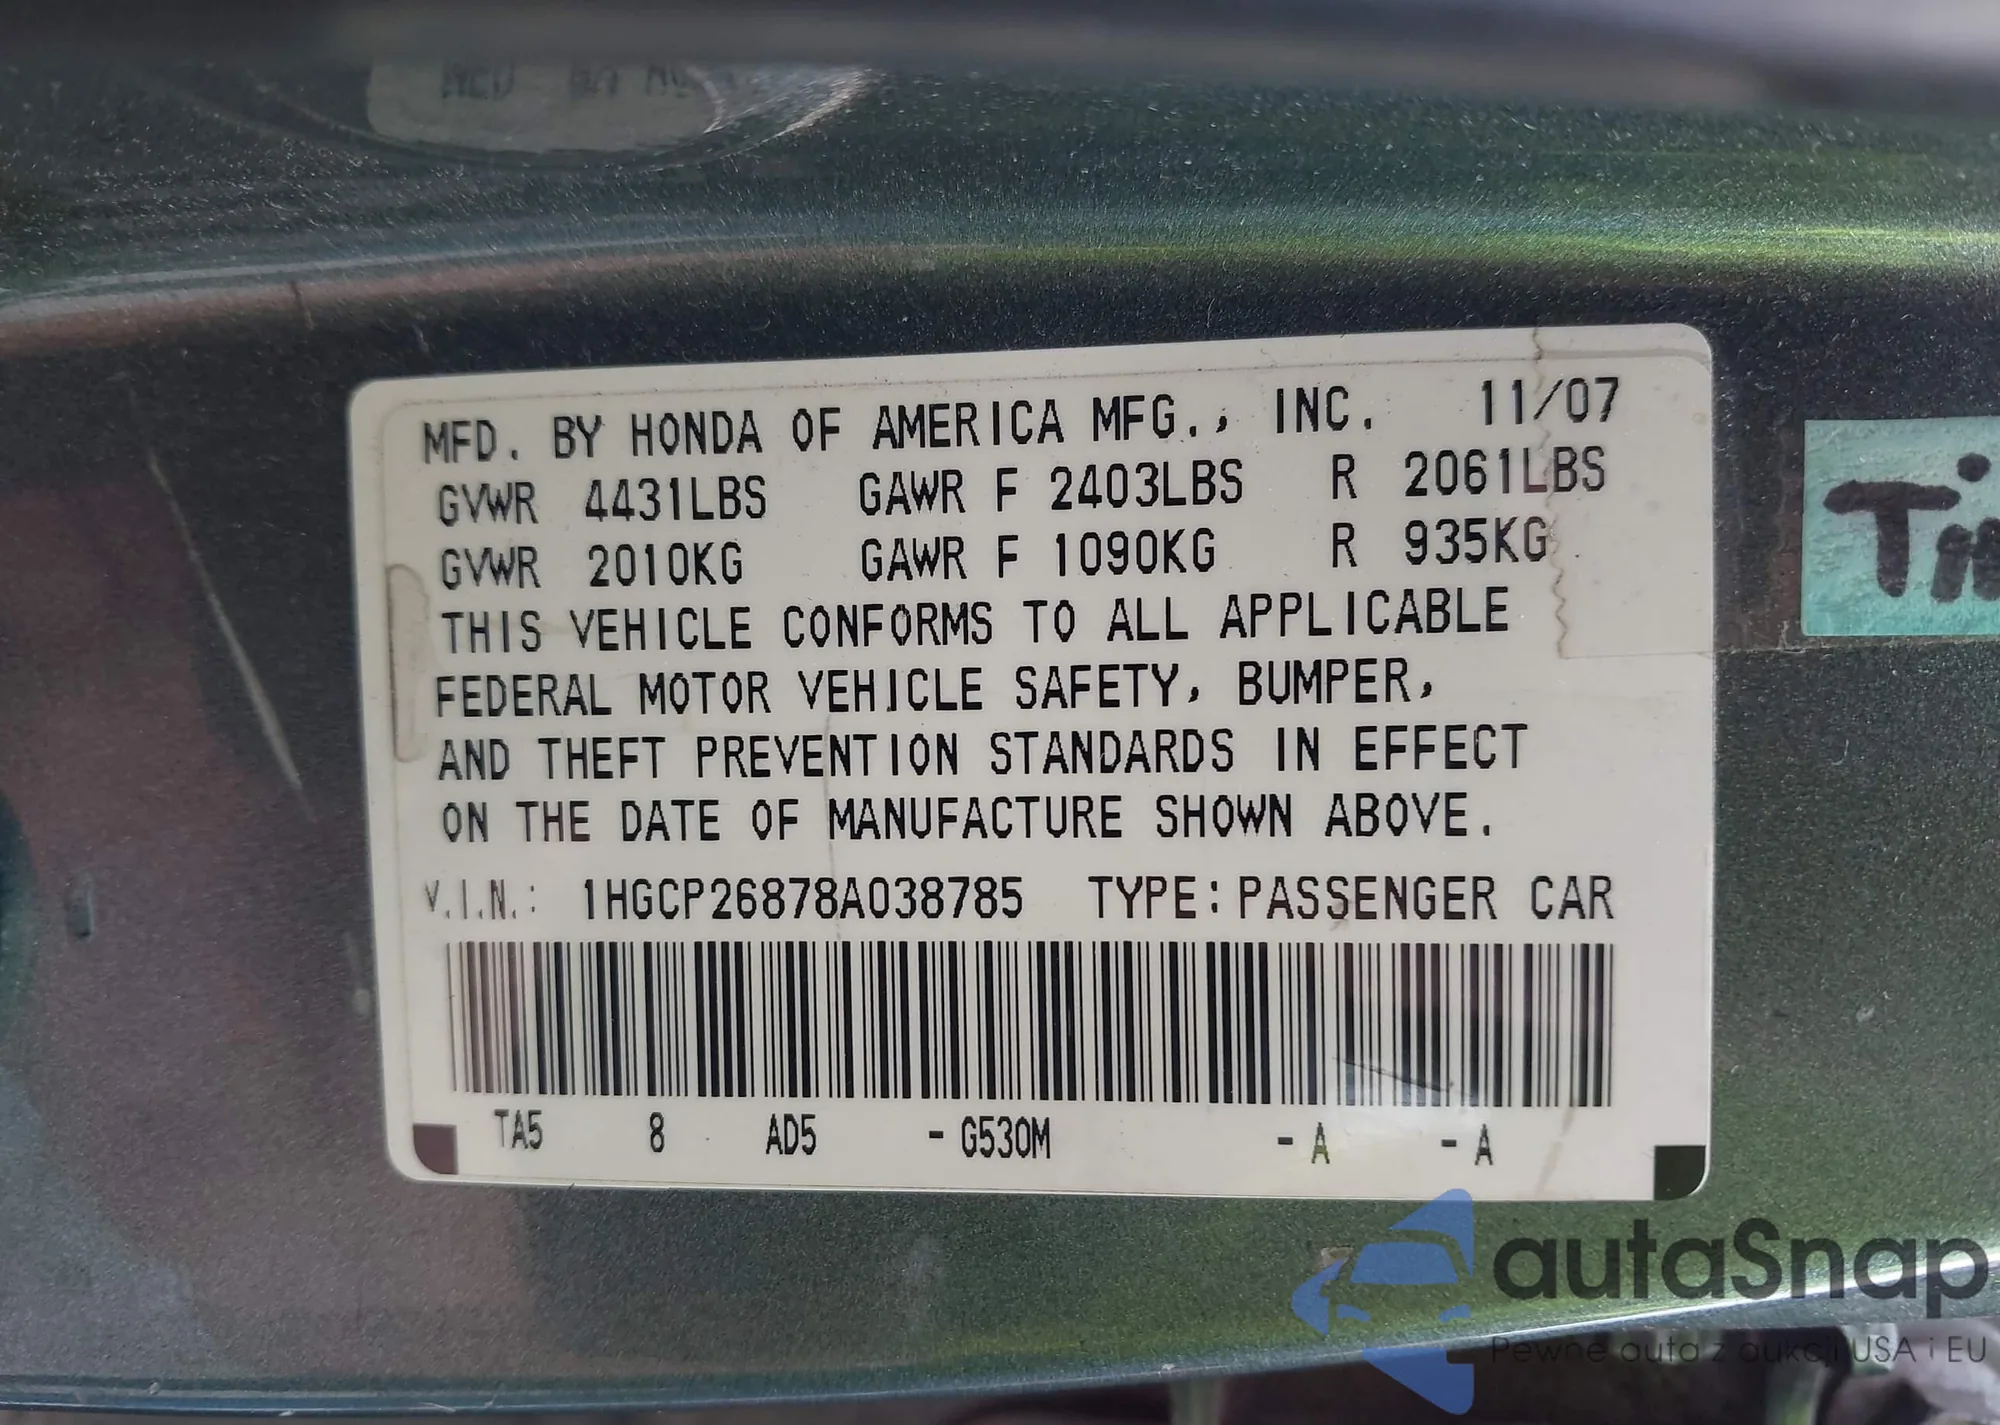 MFD. BY HONDA OF AMERICA MFG., INC. 11/07
GVWR 4431LBS GAWR F 2403LBS R 2061LBS
GVWR 2010KG GAWR F 1090KG R 935KG
THIS VEHICLE CONFORMS TO ALL APPLICABLE
FEDERAL MOTOR VEHICLE SAFETY, BUMPER,
AND THEFT PREVENTION STANDARDS IN EFFECT
ON THE DATE OF MANUFACTURE SHOWN ABOVE.
V.I.N.: 1HGCP26878A038785 TYPE: PASSENGER CAR
TA5 8 AD5 - G530M - A - A
autaSnap
Pewne auta z aukcji USA i EU